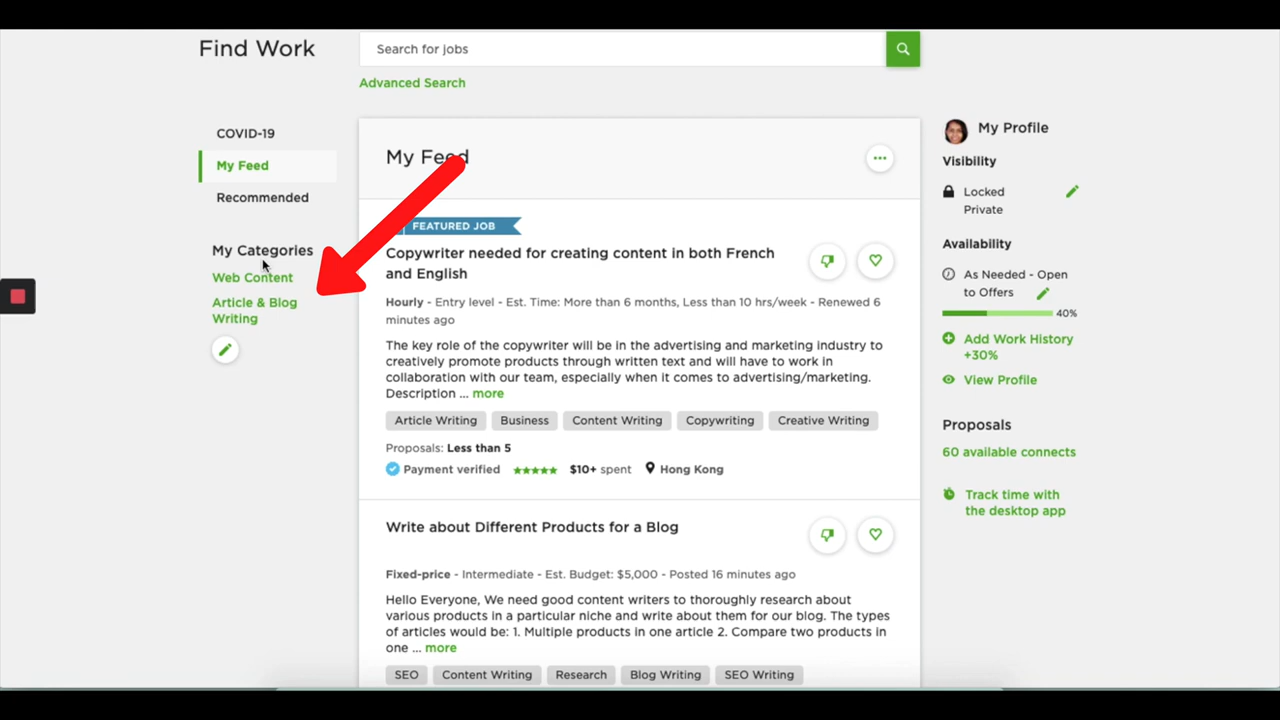 Find Work
Search for jobs
Advanced Search
COVID-19
My Feed
Recommended
My Categories
Web Content
Article & Blog
Writing
My Feed
FEATURED JOB
Copywriter needed for creating content in both French
and English
Hourly - Entry level - Est. Time: More than 6 months, Less than 10 hrs/week - Renewed 6
minutes ago
The key role of the copywriter will be in the advertising and marketing industry to
creatively promote products through written text and will have to work in
collaboration with our team, especially when it comes to advertising/marketing.
Description ... more
Article Writing Business Content Writing Copywriting Creative Writing
Proposals: Less than 5
Payment verified $10+ spent Hong Kong
Write about Different Products for a Blog
Fixed-price - Intermediate - Est. Budget: $5,000 - Posted 16 minutes ago
Hello Everyone, We need good content writers to thoroughly research about
various products in a particular niche and write about them for our blog. The types
of articles would be: 1. Multiple products in one article 2. Compare two products in
one ... more
SEO Content Writing Research Blog Writing SEO Writing
My Profile
Visibility
Locked
Private
Availability
As Needed - Open
to Offers
40%
Add Work History
+30%
View Profile
Proposals
60 available connects
Track time with
the desktop app